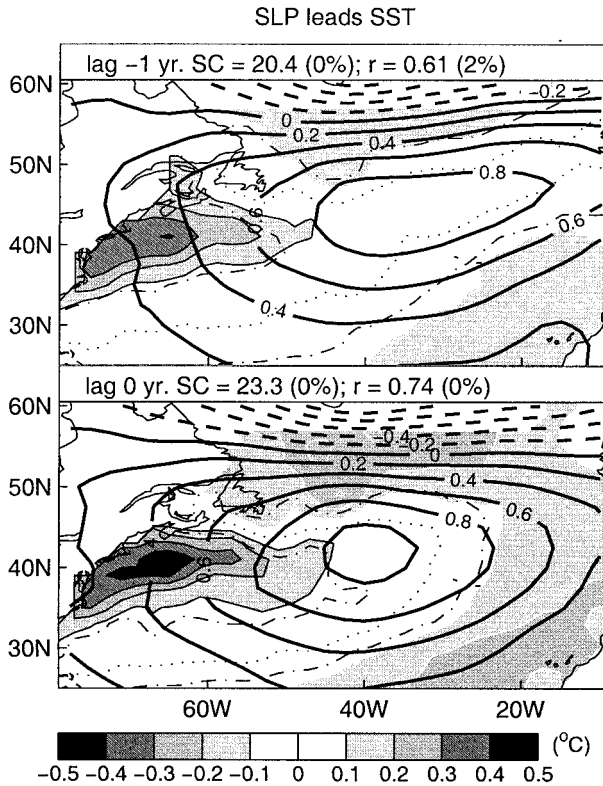 SLP leads SST
lag −1 yr. SC = 20.4 (0%); r = 0.61 (2%)
60N
50N
40N
30N
−0.2
0
0.2
0.4
0.8
0.6
0.6
0.4
lag 0 yr. SC = 23.3 (0%); r = 0.74 (0%)
60N
50N
40N
30N
−0.4
−0.2
0
0.2
0.4
0.6
0.8
0.6
60W
40W
20W
(°C)
−0.5 −0.4 −0.3 −0.2 −0.1 0 0.1 0.2 0.3 0.4 0.5